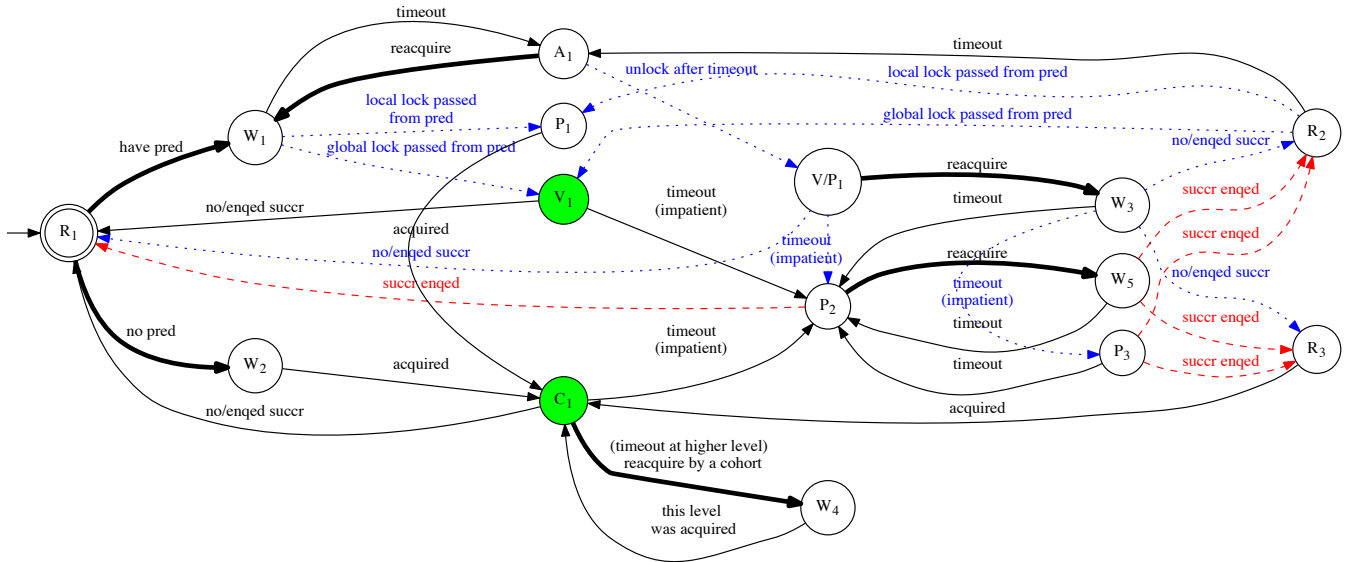 timeout
A₁
timeout
reacquire
unlock after timeout
local lock passed from pred
local lock passed
from pred
global lock passed from pred
P₁
W₁
R₂
have pred
global lock passed from pred
no/enqed succr
reacquire
V/P₁
succr enqed
V₁
timeout
(impatient)
timeout
W₃
no/enqed succr
R₁
acquired
succr enqed
no/enqed succr
timeout
(impatient)
reacquire
no/enqed succr
succr enqed
timeout
(impatient)
W₅
P₂
succr enqed
no pred
timeout
(impatient)
timeout
P₃
R₃
W₂
acquired
timeout
succr enqed
C₁
no/enqed succr
acquired
(timeout at higher level)
reacquire by a cohort
this level
was acquired
W₄